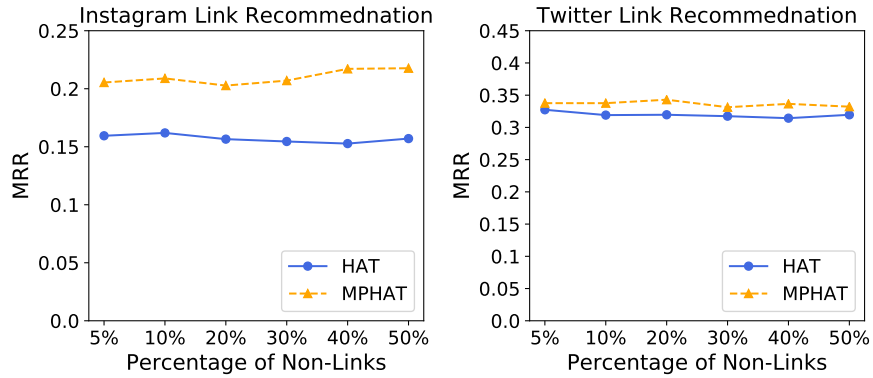 Instagram Link Recommednation
MRR
0.25
0.2
0.15
0.1
0.05
0.0
5% 10% 20% 30% 40% 50%
Percentage of Non-Links
HAT
MPHAT
Twitter Link Recommednation
MRR
0.45
0.4
0.35
0.3
0.25
0.2
0.15
0.1
0.05
0.0
5% 10% 20% 30% 40% 50%
Percentage of Non-Links
HAT
MPHAT